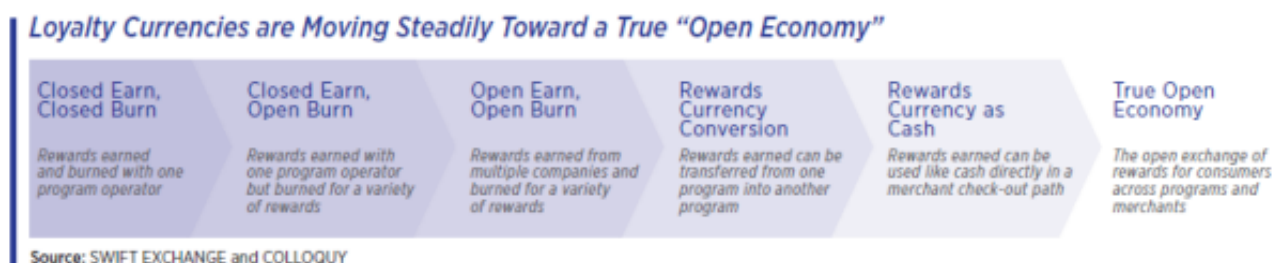 Loyalty Currencies are Moving Steadily Toward a True “Open Economy”
Closed Earn,
Closed Burn
Rewards earned
and burned with one
program operator
Closed Earn,
Open Burn
Rewards earned with
one program operator
but burned for a variety
of rewards
Open Earn,
Open Burn
Rewards earned from
multiple companies and
burned for a variety
of rewards
Rewards
Currency
Conversion
Rewards earned can be
transferred from one
program into another
program
Rewards
Currency as
Cash
Rewards earned can be
used like cash directly in a
merchant check-out path
True Open
Economy
The open exchange of
rewards for consumers
across programs and
merchants
Source: SWIFT EXCHANGE and COLLOQUY